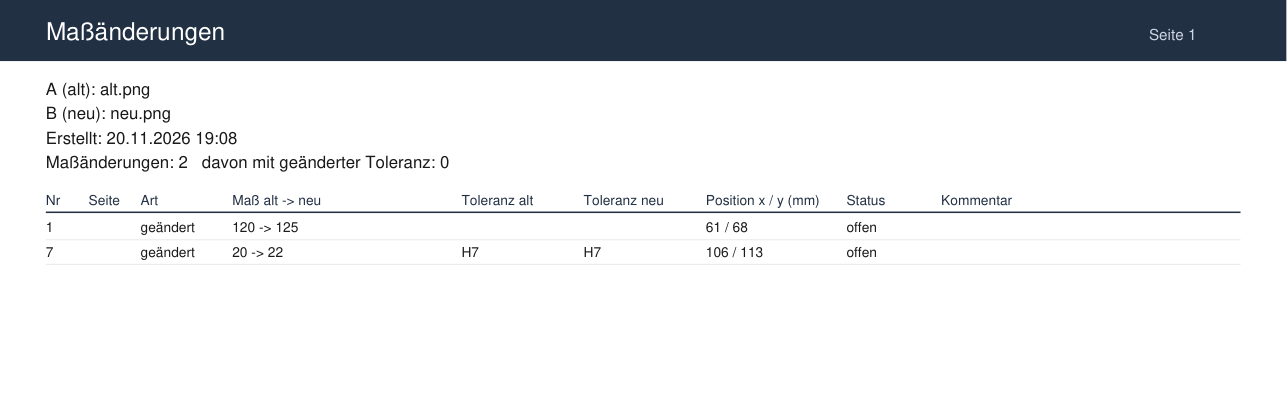 Maßänderungen
Seite 1
A (alt): alt.png
B (neu): neu.png
Erstellt: 20.11.2026 19:08
Maßänderungen: 2 davon mit geänderter Toleranz: 0
Nr Seite Art Maß alt -> neu Toleranz alt Toleranz neu Position x / y (mm) Status Kommentar
1 geändert 120 -> 125 61 / 68 offen
7 geändert 20 -> 22 H7 H7 106 / 113 offen